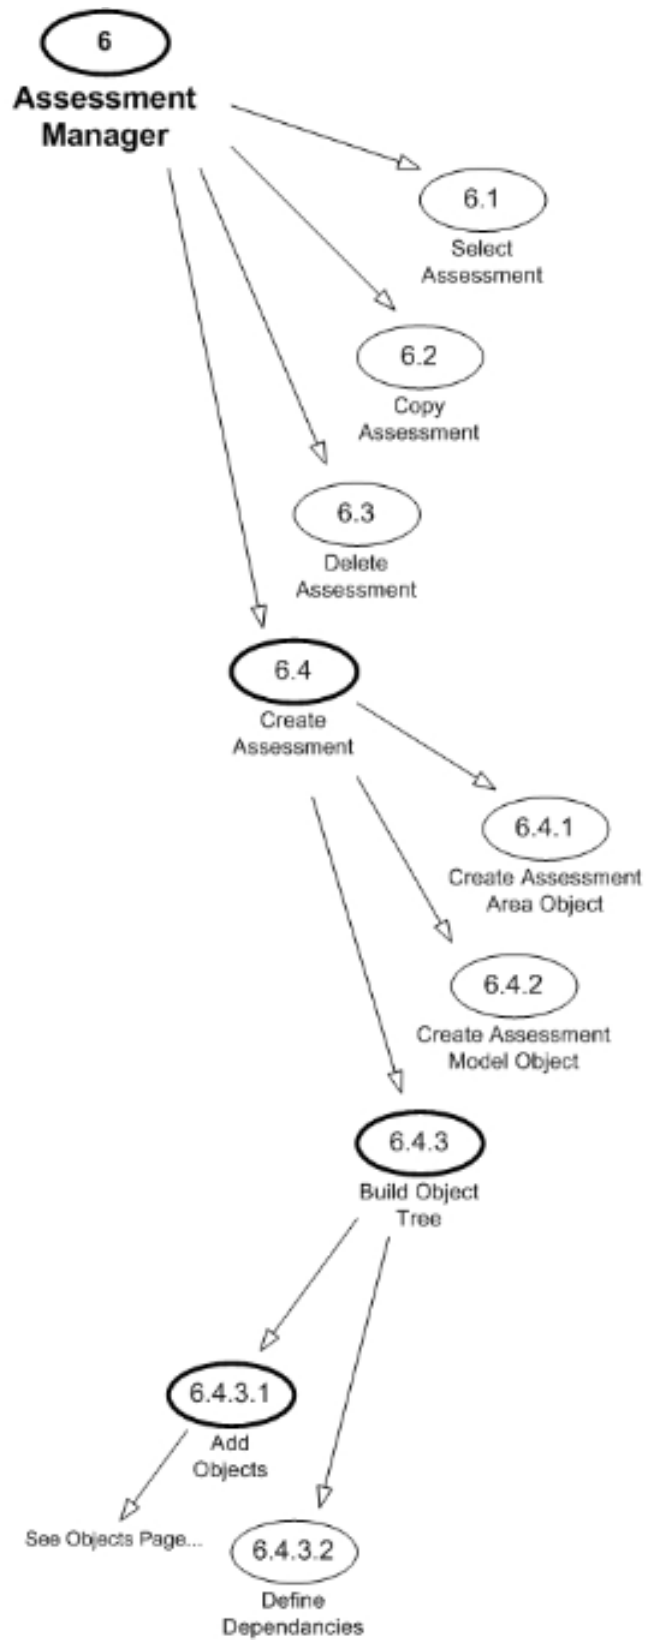 6
Assessment
Manager
6.1
Select
Assessment
6.2
Copy
Assessment
6.3
Delete
Assessment
6.4
Create
Assessment
6.4.1
Create Assessment
Area Object
6.4.2
Create Assessment
Model Object
6.4.3
Build Object
Tree
6.4.3.1
Add
Objects
See Objects Page...
6.4.3.2
Define
Dependancies